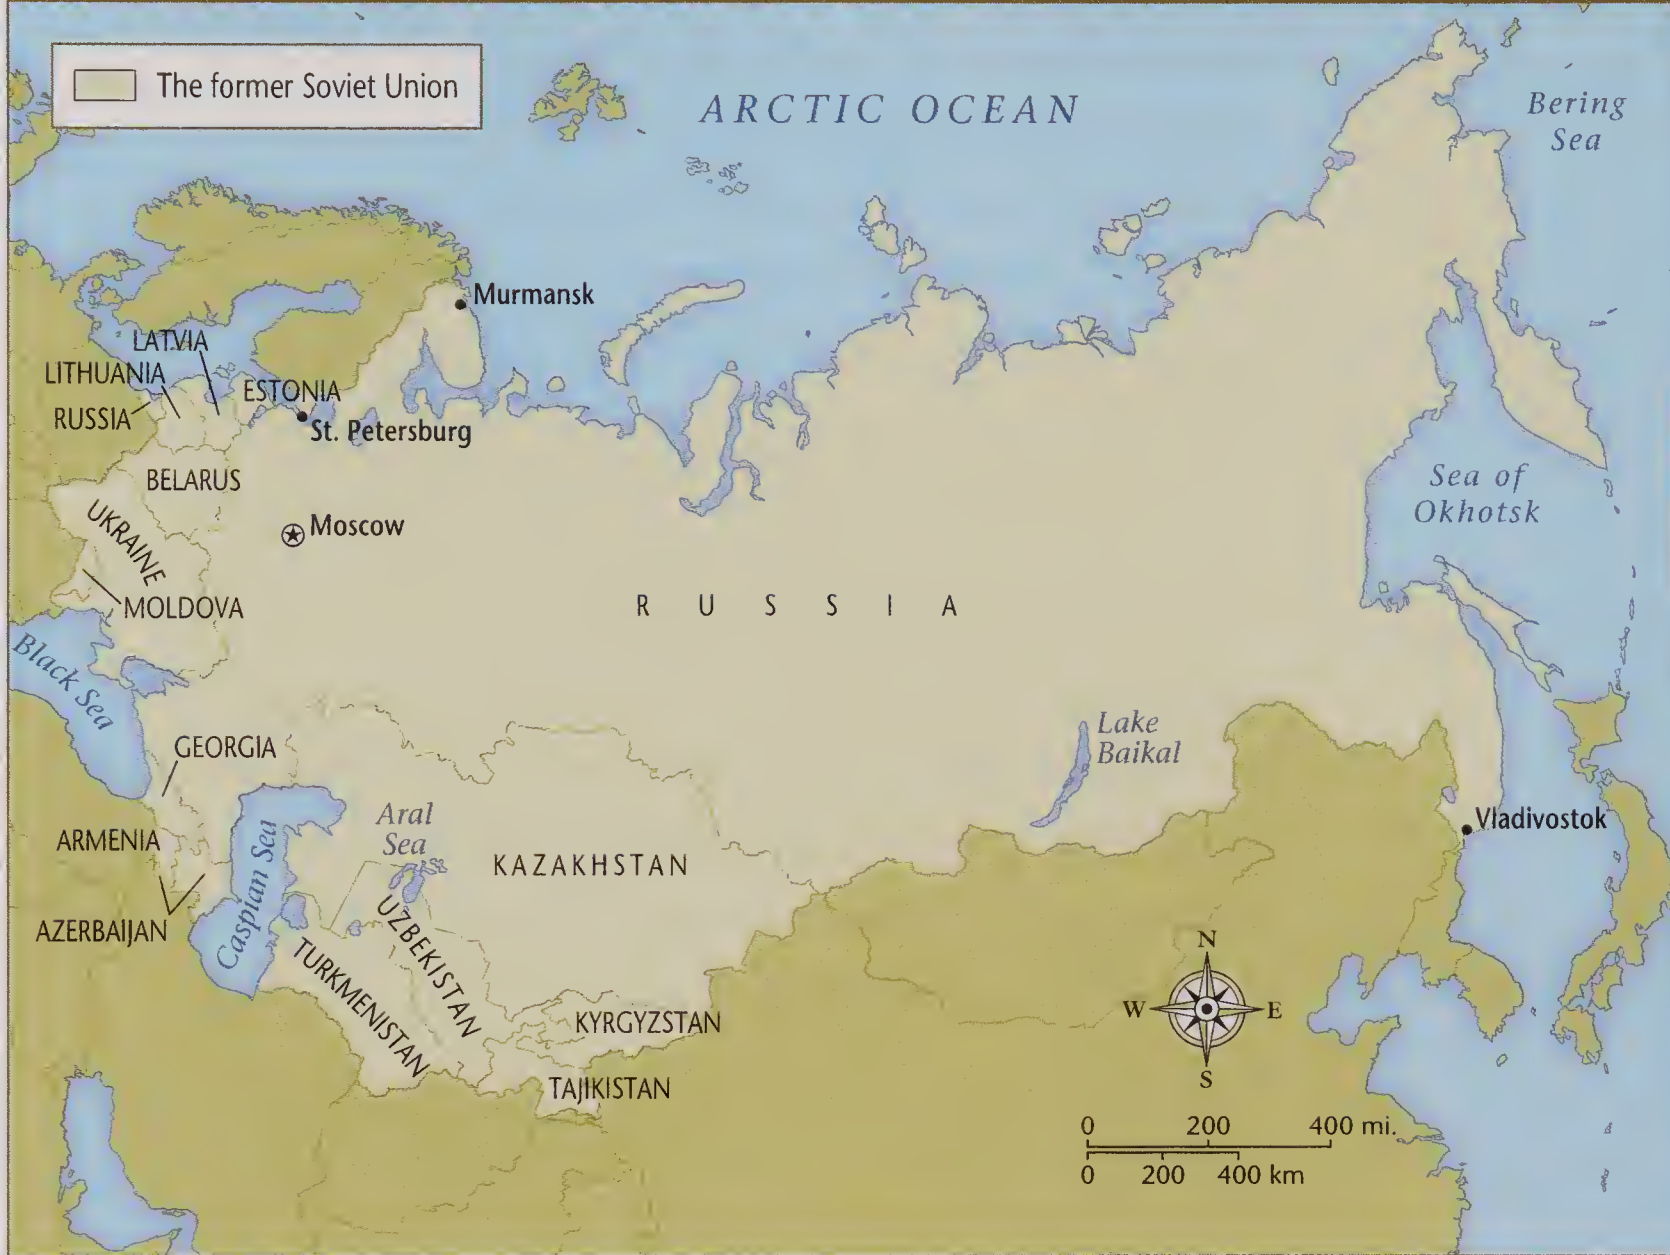 The former Soviet Union
ARCTIC OCEAN
Bering
Sea
Murmansk
LATVIA
LITHUANIA
ESTONIA
RUSSIA
St. Petersburg
BELARUS
Sea of
Okhotsk
UKRAINE
Moscow
MOLDOVA
RUSSIA
Black Sea
Lake
Baikal
GEORGIA
Aral
Sea
Vladivostok
ARMENIA
KAZAKHSTAN
Caspian Sea
AZERBAIJAN
UZBEKISTAN
TURKMENISTAN
N
W
E
S
KYRGYZSTAN
TAJIKISTAN
0 200 400 mi.
0 200 400 km